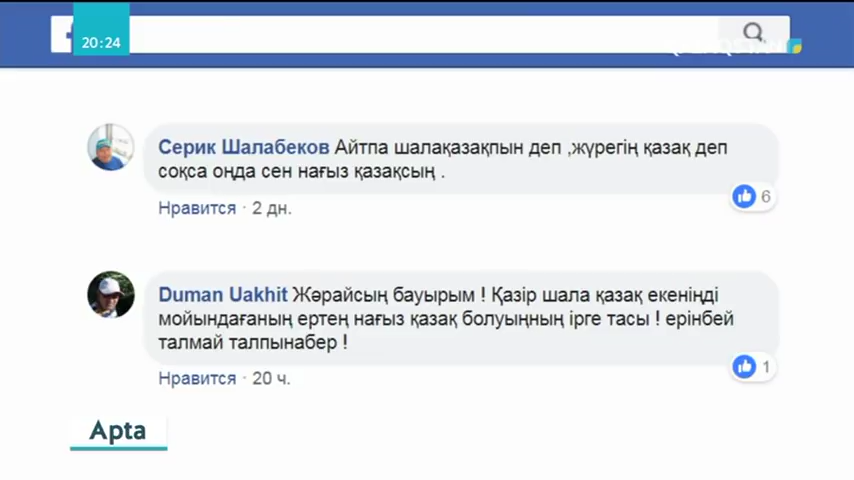 20:24
Серик Шалабеков Айтпа шалақазақпын деп ,жүрегің қазақ деп
соқса оңда сен нағыз қазақсың .
6
Нравится · 2 дн.
Duman Uakhit Жәрайсың бауырым ! Қазір шала қазақ екеніңді
мойындағаның ертең нағыз қазақ болуыңның ірге тасы ! ерінбей
талмай талпынабер !
1
Нравится · 20 ч.
Apta